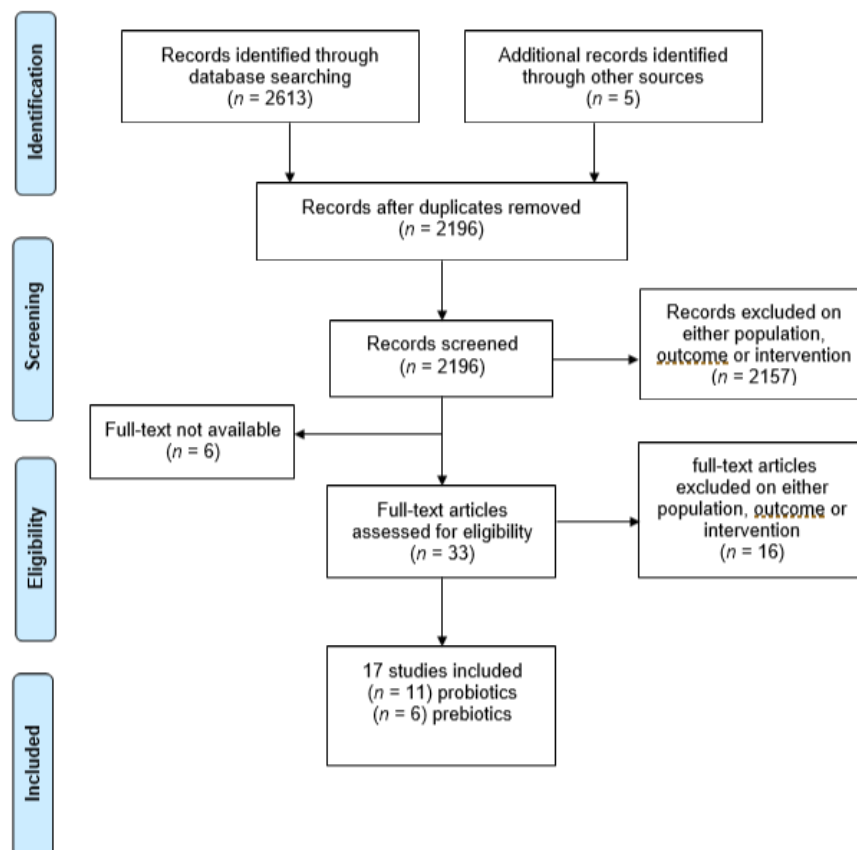 Identification
Records identified through
database searching
(n = 2613)
Additional records identified
through other sources
(n = 5)
Records after duplicates removed
(n = 2196)
Screening
Records screened
(n = 2196)
Records excluded on
either population,
outcome or intervention
(n = 2157)
Full-text not available
(n = 6)
Eligibility
Full-text articles
assessed for eligibility
(n = 33)
full-text articles
excluded on either
population, outcome or
intervention
(n = 16)
Included
17 studies included
(n = 11) probiotics
(n = 6) prebiotics